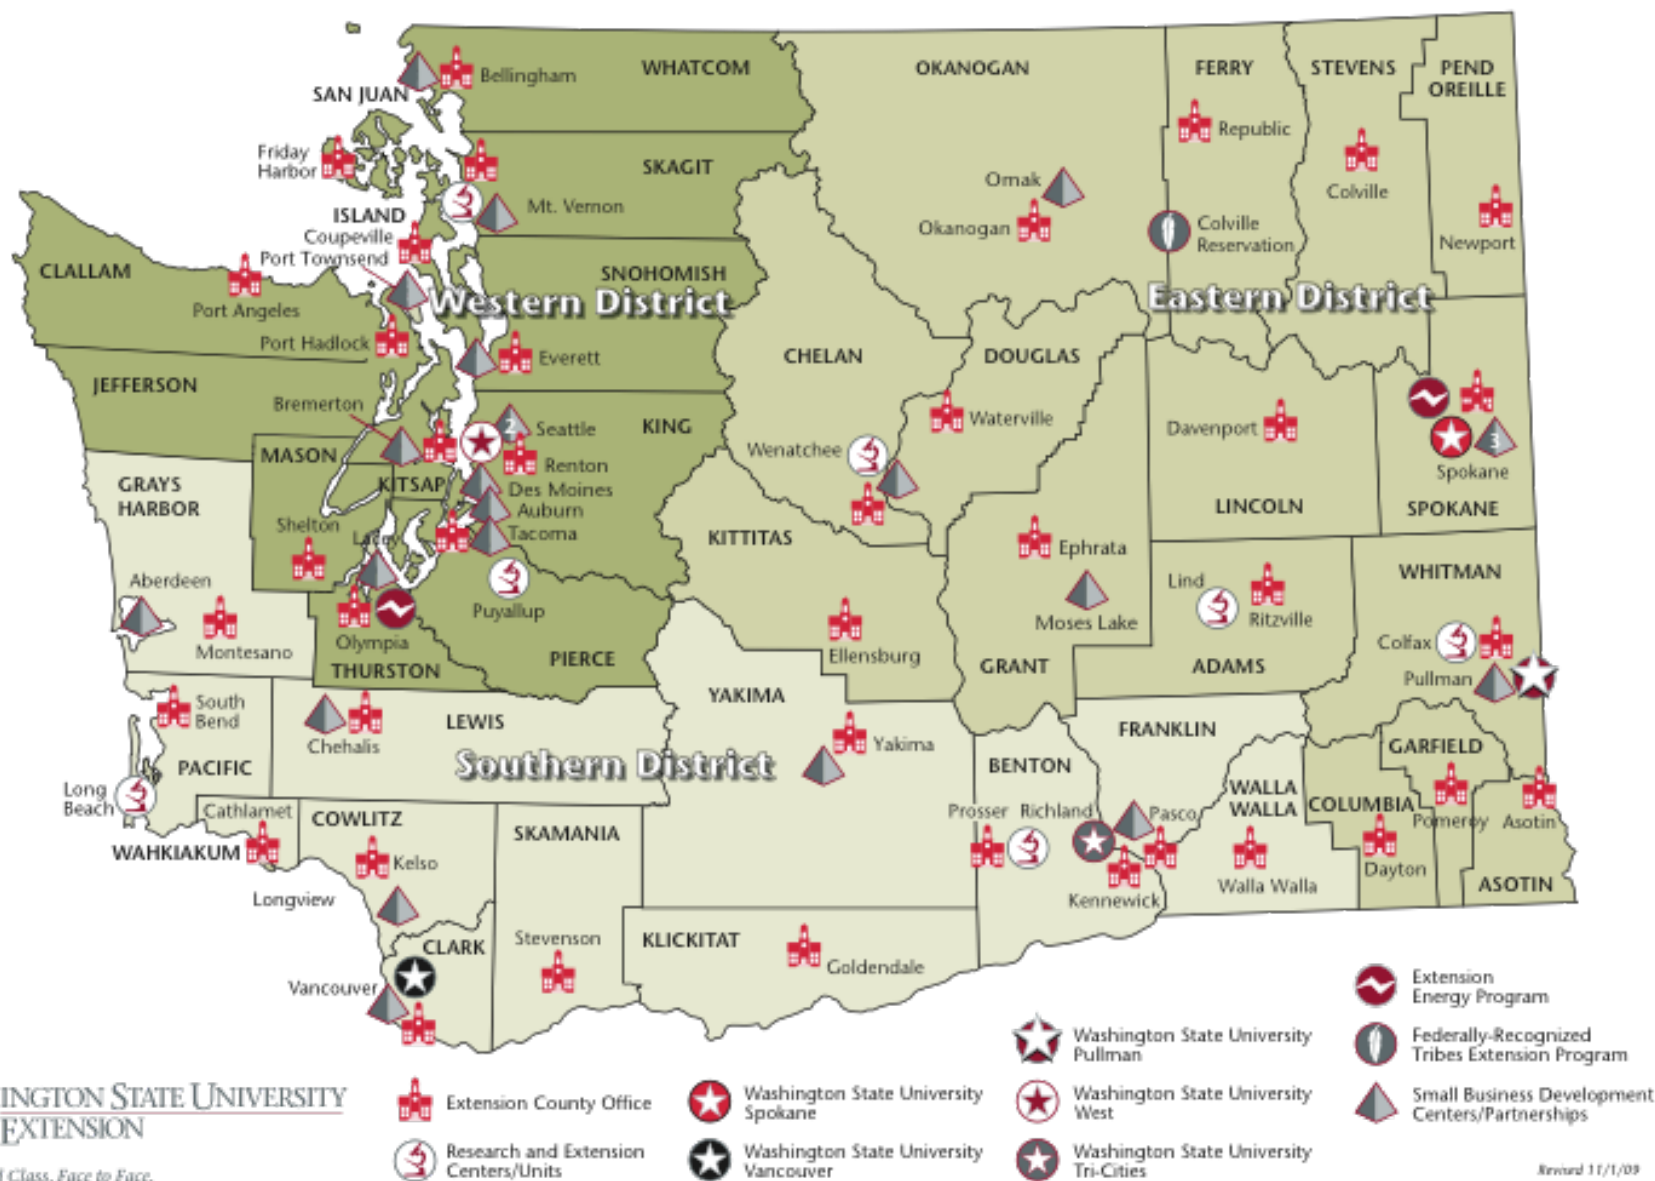 WHATCOM
OKANOGAN
FERRY
STEVENS
PEND
OREILLE
Bellingham
SAN JUAN
Republic
Friday
Harbor
SKAGIT
Colville
Omak
Mt. Vernon
ISLAND
Coupeville
Port Townsend
Okanogan
Colville
Reservation
Newport
CLALLAM
SNOHOMISH
Western District
Eastern District
Port Angeles
Port Hadlock
Everett
CHELAN
DOUGLAS
JEFFERSON
Bremerton
2
Seattle
KING
Waterville
Davenport
3
Spokane
MASON
Renton
Wenatchee
GRAYS
HARBOR
KITSAP
Des Moines
Auburn
LINCOLN
SPOKANE
Shelton
Lacey
Tacoma
KITTITAS
Ephrata
Aberdeen
Puyallup
Lind
WHITMAN
Moses Lake
Ritzville
Montesano
Olympia
THURSTON
PIERCE
Ellensburg
GRANT
ADAMS
Colfax
Pullman
South
Bend
YAKIMA
LEWIS
Chehalis
Yakima
FRANKLIN
GARFIELD
Southern District
PACIFIC
BENTON
Long
Beach
WALLA
WALLA
COLUMBIA
Cathlamet
COWLITZ
SKAMANIA
Prosser
Richland
Pasco
Pomeroy
Asotin
WAHKIAKUM
Kelso
Dayton
Longview
Kennewick
Walla Walla
ASOTIN
CLARK
Stevenson
KLICKITAT
Goldendale
Vancouver
Extension
Energy Program
Washington State University
Pullman
Federally-Recognized
Tribes Extension Program
INGTON STATE UNIVERSITY
EXTENSION
Extension County Office
Washington State University
Spokane
Washington State University
West
Small Business Development
Centers/Partnerships
Research and Extension
Centers/Units
Washington State University
Vancouver
Washington State University
Tri-Cities
Class. Face to Face.
Revised 11/1/09